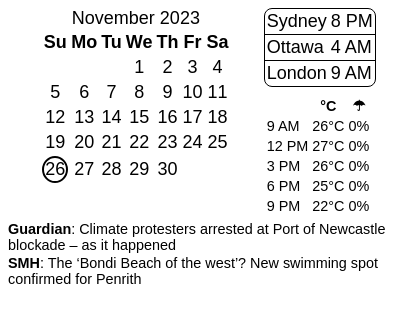 November 2023
Su Mo Tu We Th Fr Sa
1 2 3 4
5 6 7 8 9 10 11
12 13 14 15 16 17 18
19 20 21 22 23 24 25
26 27 28 29 30
Sydney 8 PM
Ottawa 4 AM
London 9 AM
°C ☂
9 AM 26°C 0%
12 PM 27°C 0%
3 PM 26°C 0%
6 PM 25°C 0%
9 PM 22°C 0%
Guardian: Climate protesters arrested at Port of Newcastle
blockade – as it happened
SMH: The ‘Bondi Beach of the west’? New swimming spot
confirmed for Penrith